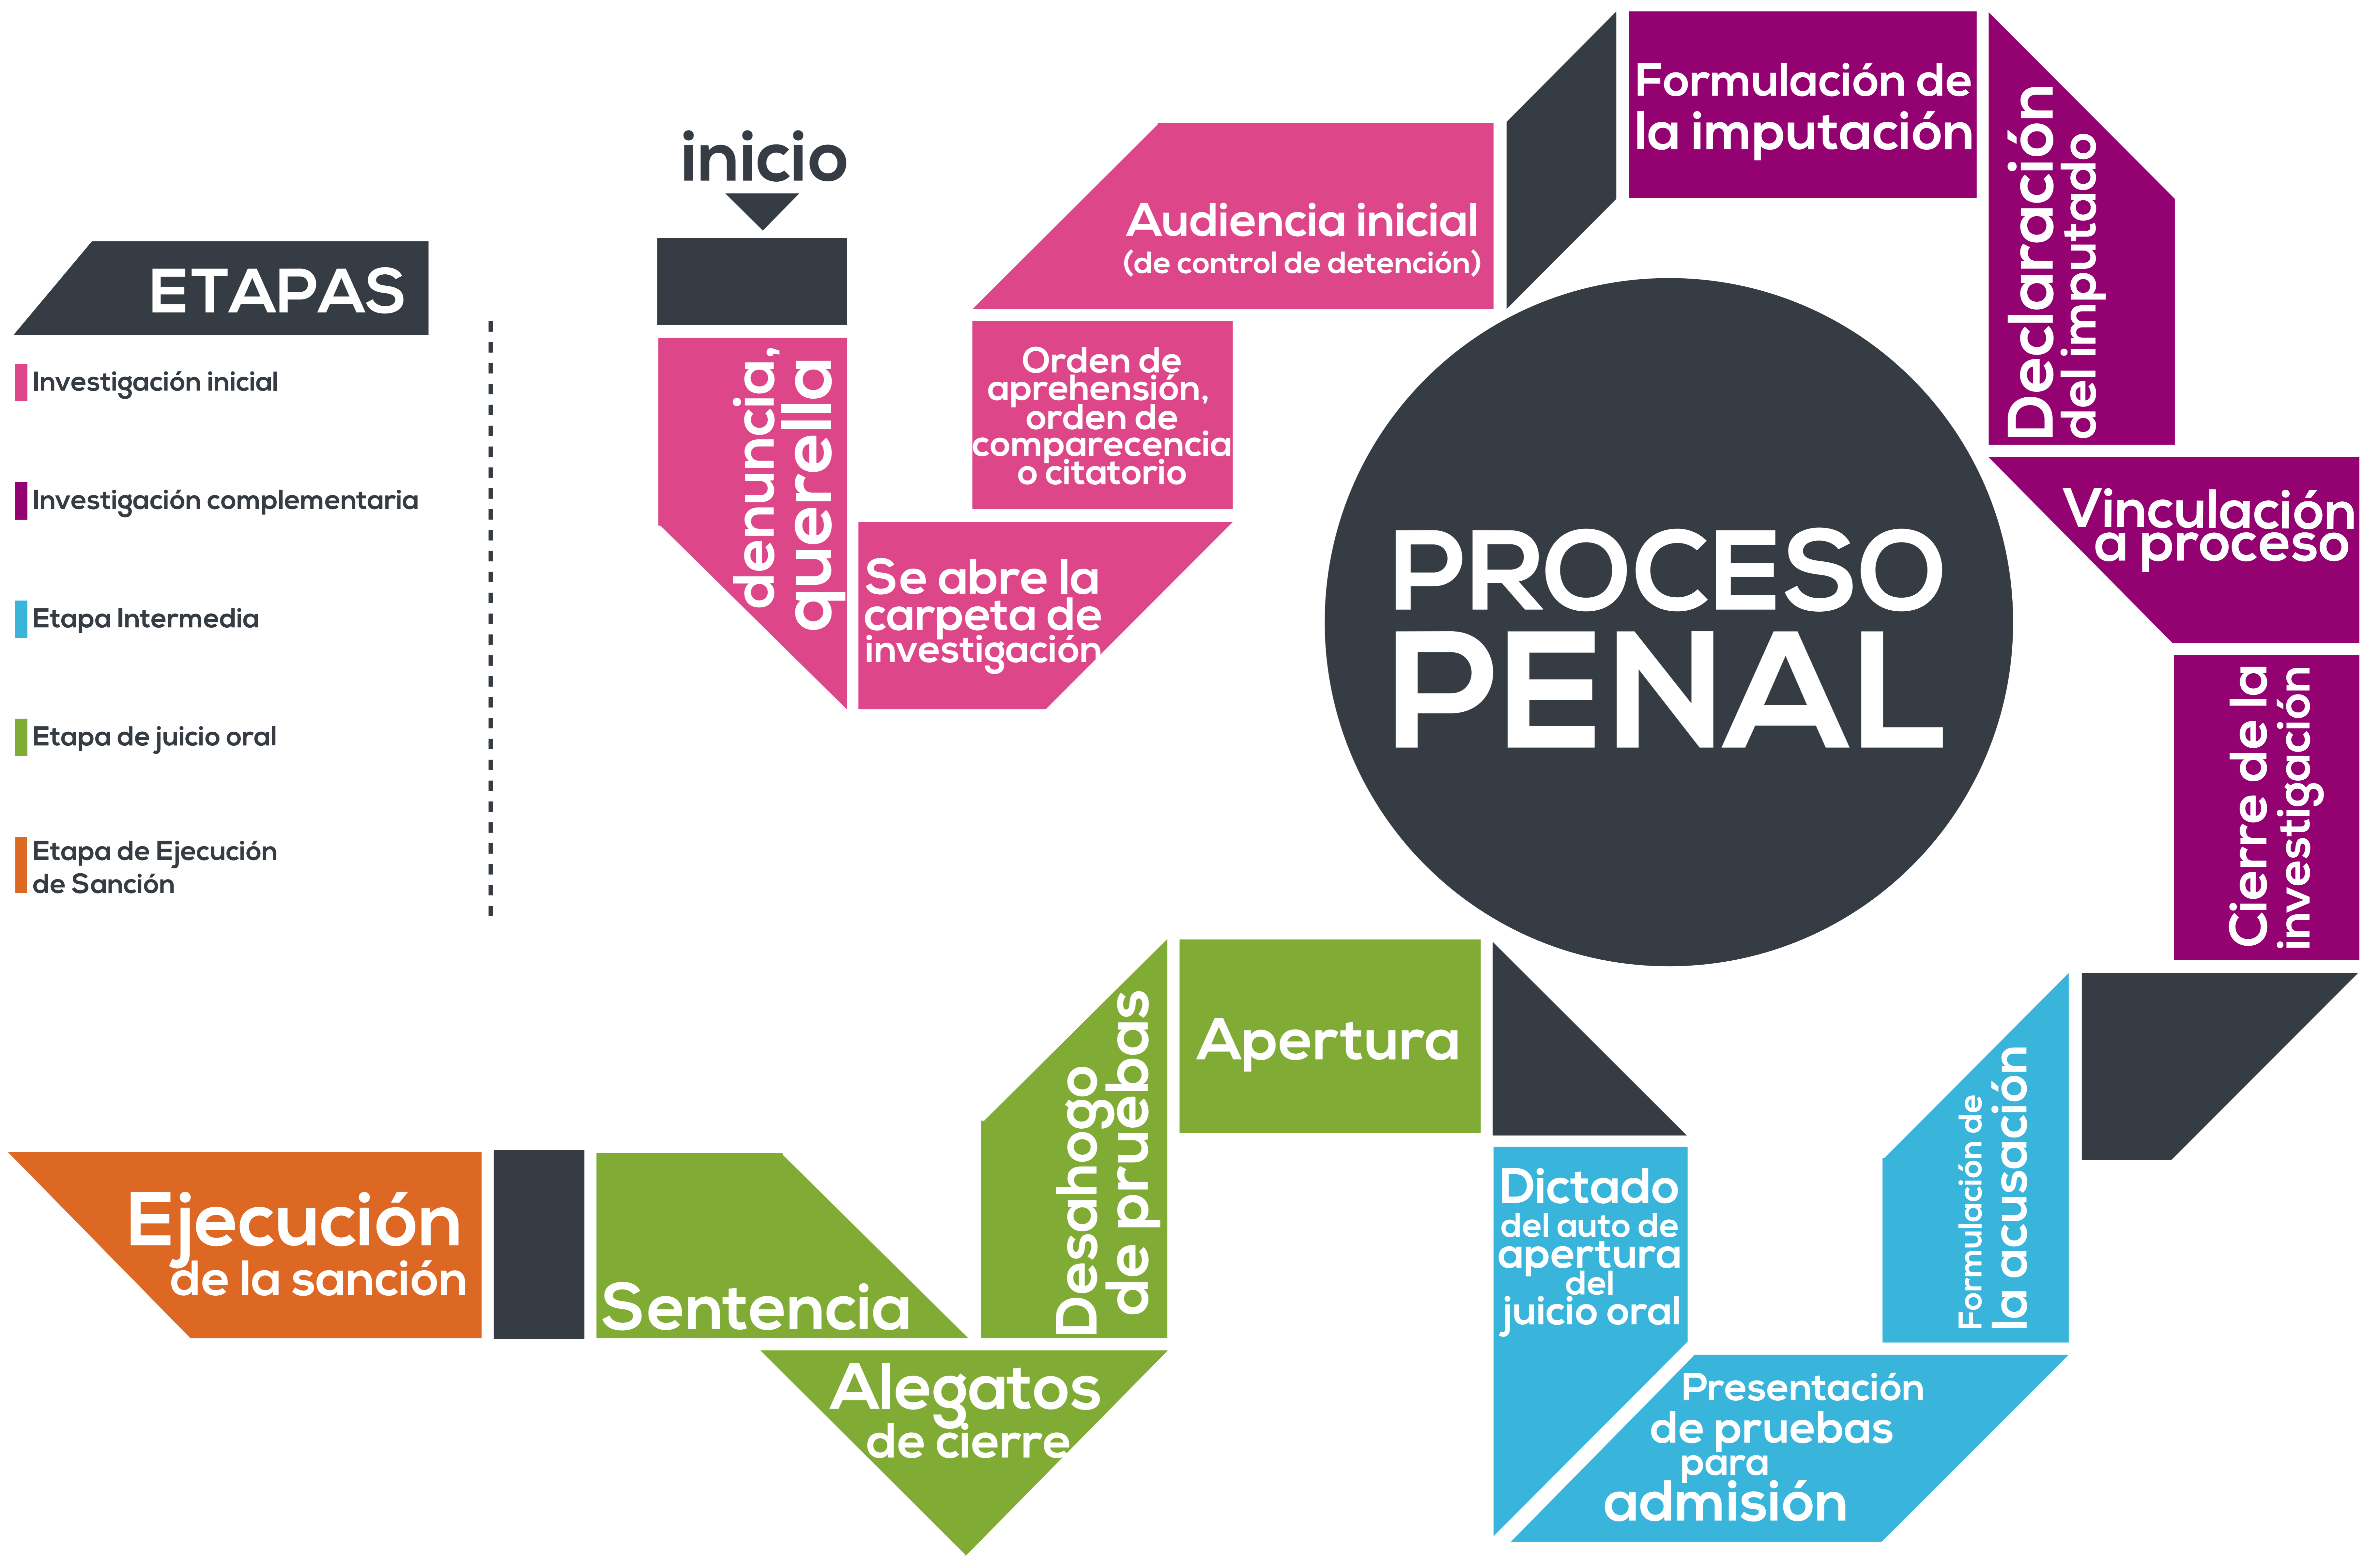 ETAPAS
Investigación inicial
Investigación complementaria
Etapa Intermedia
Etapa de juicio oral
Etapa de Ejecución
de Sanción
inicio
denuncia,
querella
Se abre la
carpeta de
investigación
Orden de
aprehensión,
orden de
comparecencia
o citatorio
Audiencia inicial
(de control de detención)
Formulación de
la imputación
Declaración
del imputado
Vinculación
a proceso
Cierre de la
investigación
PROCESO
PENAL
Formulación de
la acusación
Presentación
de pruebas
para
admisión
Dictado
del auto de
apertura
del
juicio oral
Apertura
Desahogo
de pruebas
Alegatos
de cierre
Sentencia
Ejecución
de la sanción